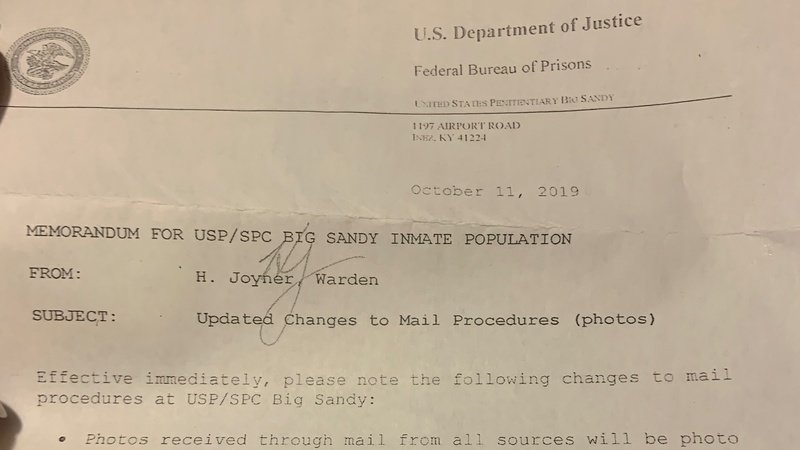 U.S. Department of Justice
Federal Bureau of Prisons
UNITED STATES PENITENTIARY BIG SANDY
1197 AIRPORT ROAD
INEZ, KY 41224
October 11, 2019
MEMORANDUM FOR USP/SPC BIG SANDY INMATE POPULATION
FROM: H. Joyner, Warden
SUBJECT: Updated Changes to Mail Procedures (photos)
Effective immediately, please note the following changes to mail
procedures at USP/SPC Big Sandy:
• Photos received through mail from all sources will be photo